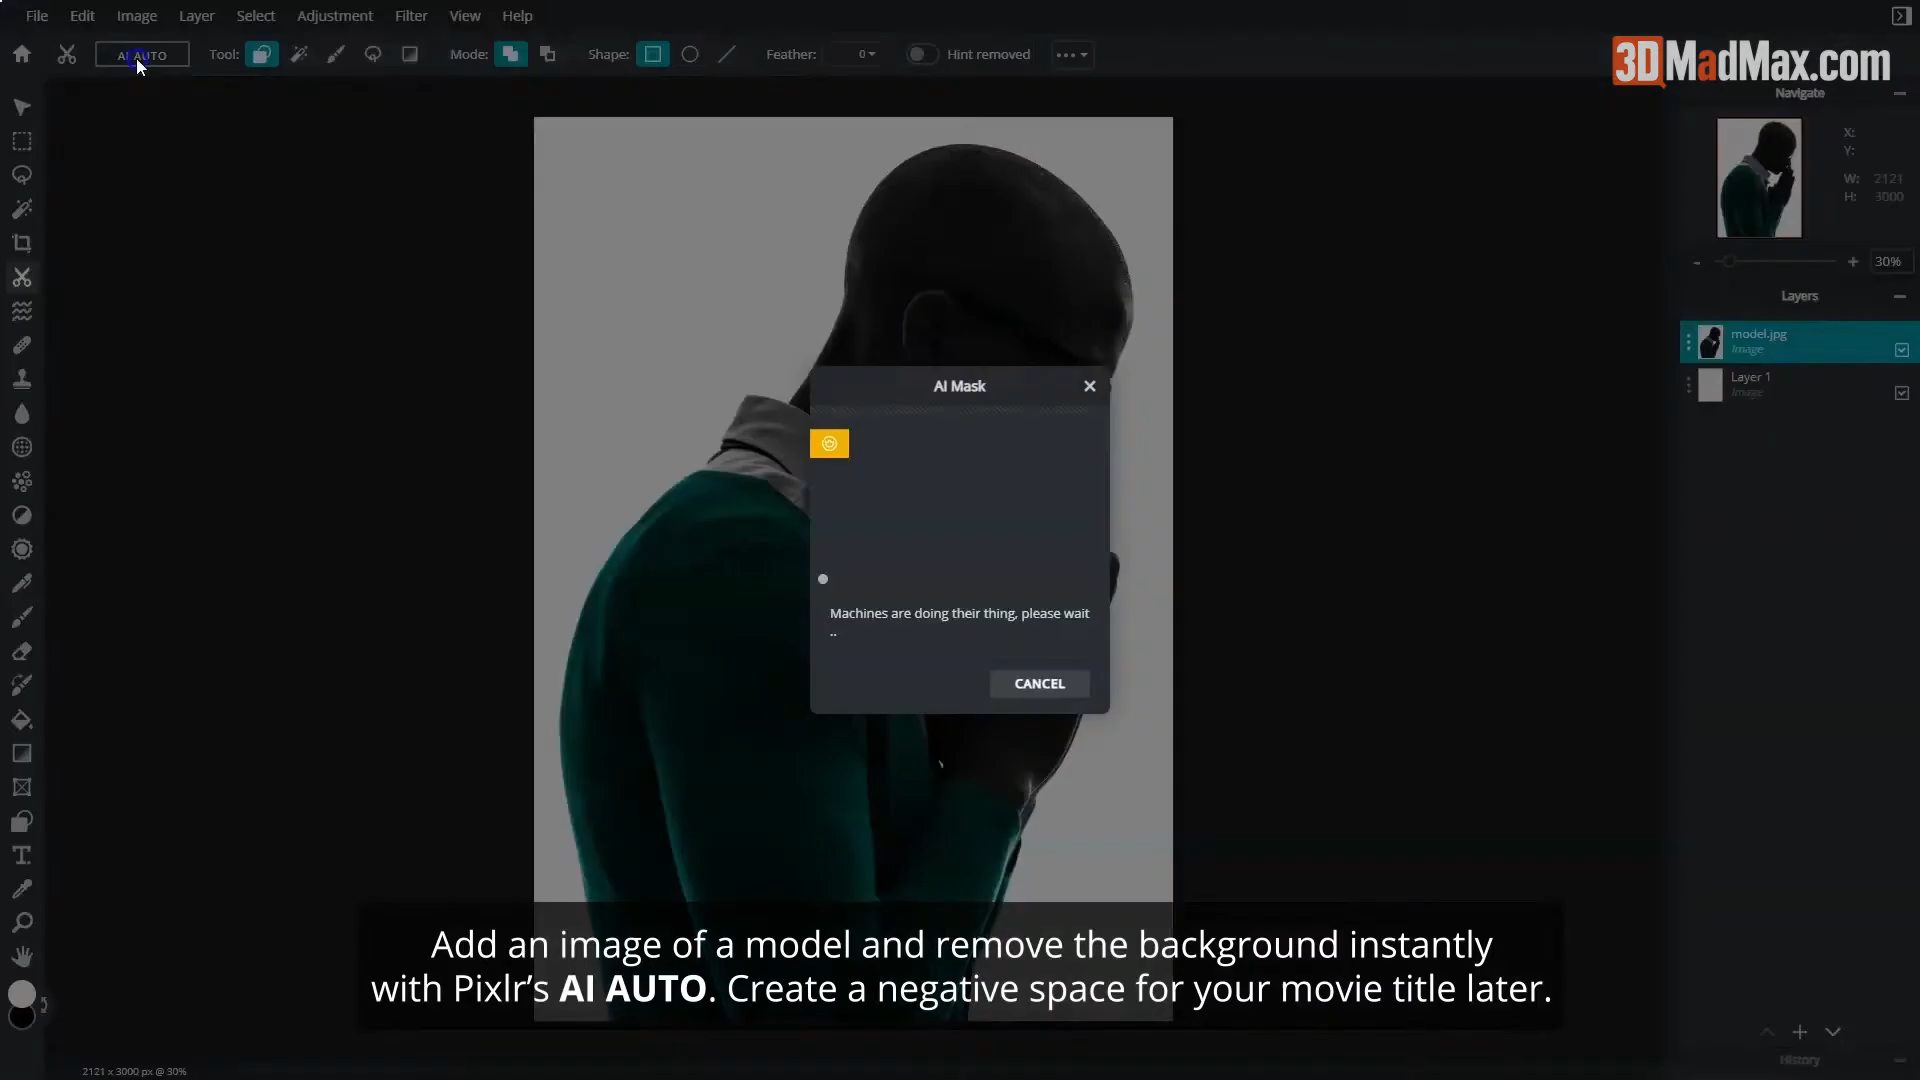 File Edit Image Layer Select Adjustment Filter View Help
AI AUTO Tool: Mode: Shape: Feather: 0 Hint removed
3DMadMax.com
Navigate
X:
Y:
W: 2121
H: 3000
- + 30%
Layers
model.jpg
Image
Layer 1
Image
AI Mask
Machines are doing their thing, please wait
..
CANCEL
Add an image of a model and remove the background instantly
with Pixlr's AI AUTO. Create a negative space for your movie title later.
History
2121 x 3000 px @ 30%